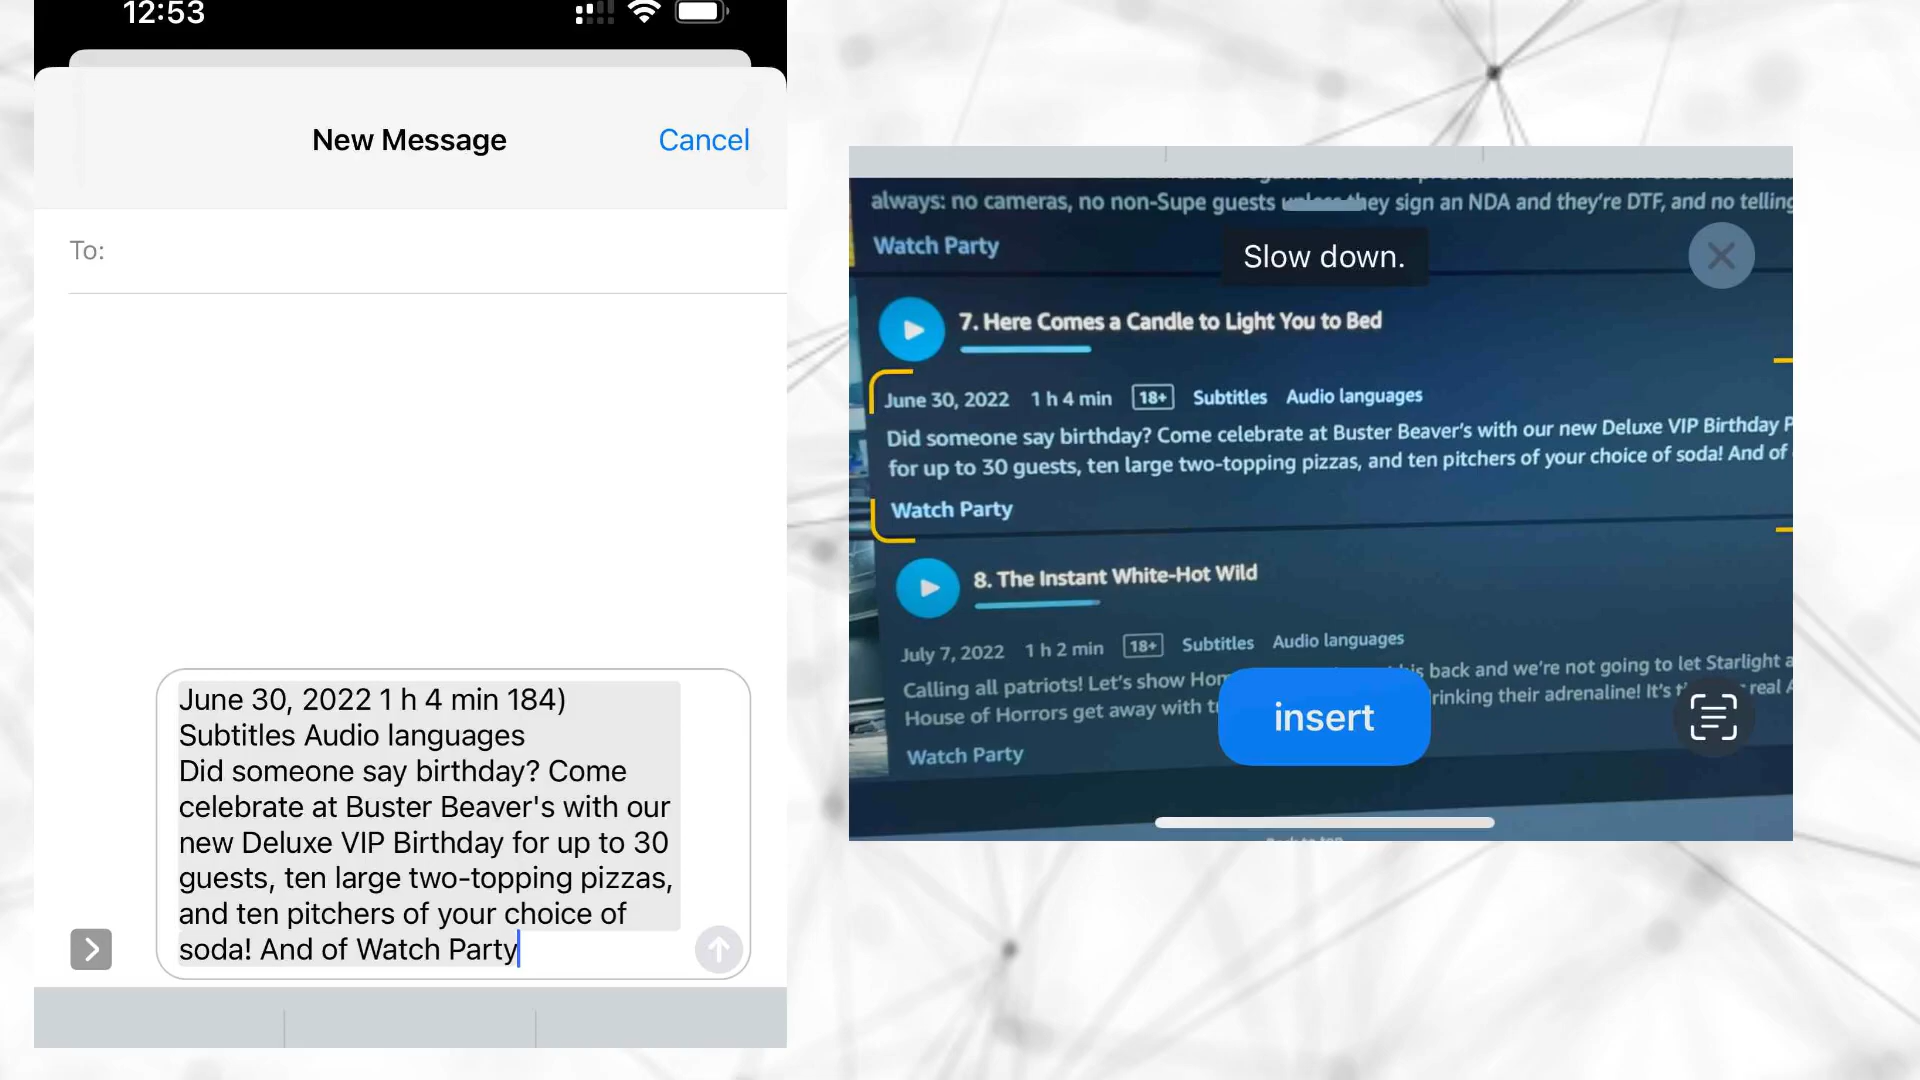 12:53
New Message
Cancel
To:
June 30, 2022 1 h 4 min 184)
Subtitles Audio languages
Did someone say birthday? Come
celebrate at Buster Beaver's with our
new Deluxe VIP Birthday for up to 30
guests, ten large two-topping pizzas,
and ten pitchers of your choice of
soda! And of Watch Party
always: no cameras, no non-Supe guests unless they sign an NDA and they're DTF, and no telling
Watch Party
Slow down.
7. Here Comes a Candle to Light You to Bed
June 30, 2022 1 h 4 min 18+ Subtitles Audio languages
Did someone say birthday? Come celebrate at Buster Beaver's with our new Deluxe VIP Birthday P
for up to 30 guests, ten large two-topping pizzas, and ten pitchers of your choice of soda! And of
Watch Party
8. The Instant White-Hot Wild
July 7, 2022 1 h 2 min 18+ Subtitles Audio languages
Calling all patriots! Let's show Hom back and we're not going to let Starlight a
House of Horrors get away with rinking their adrenaline! It's real A
insert
Watch Party